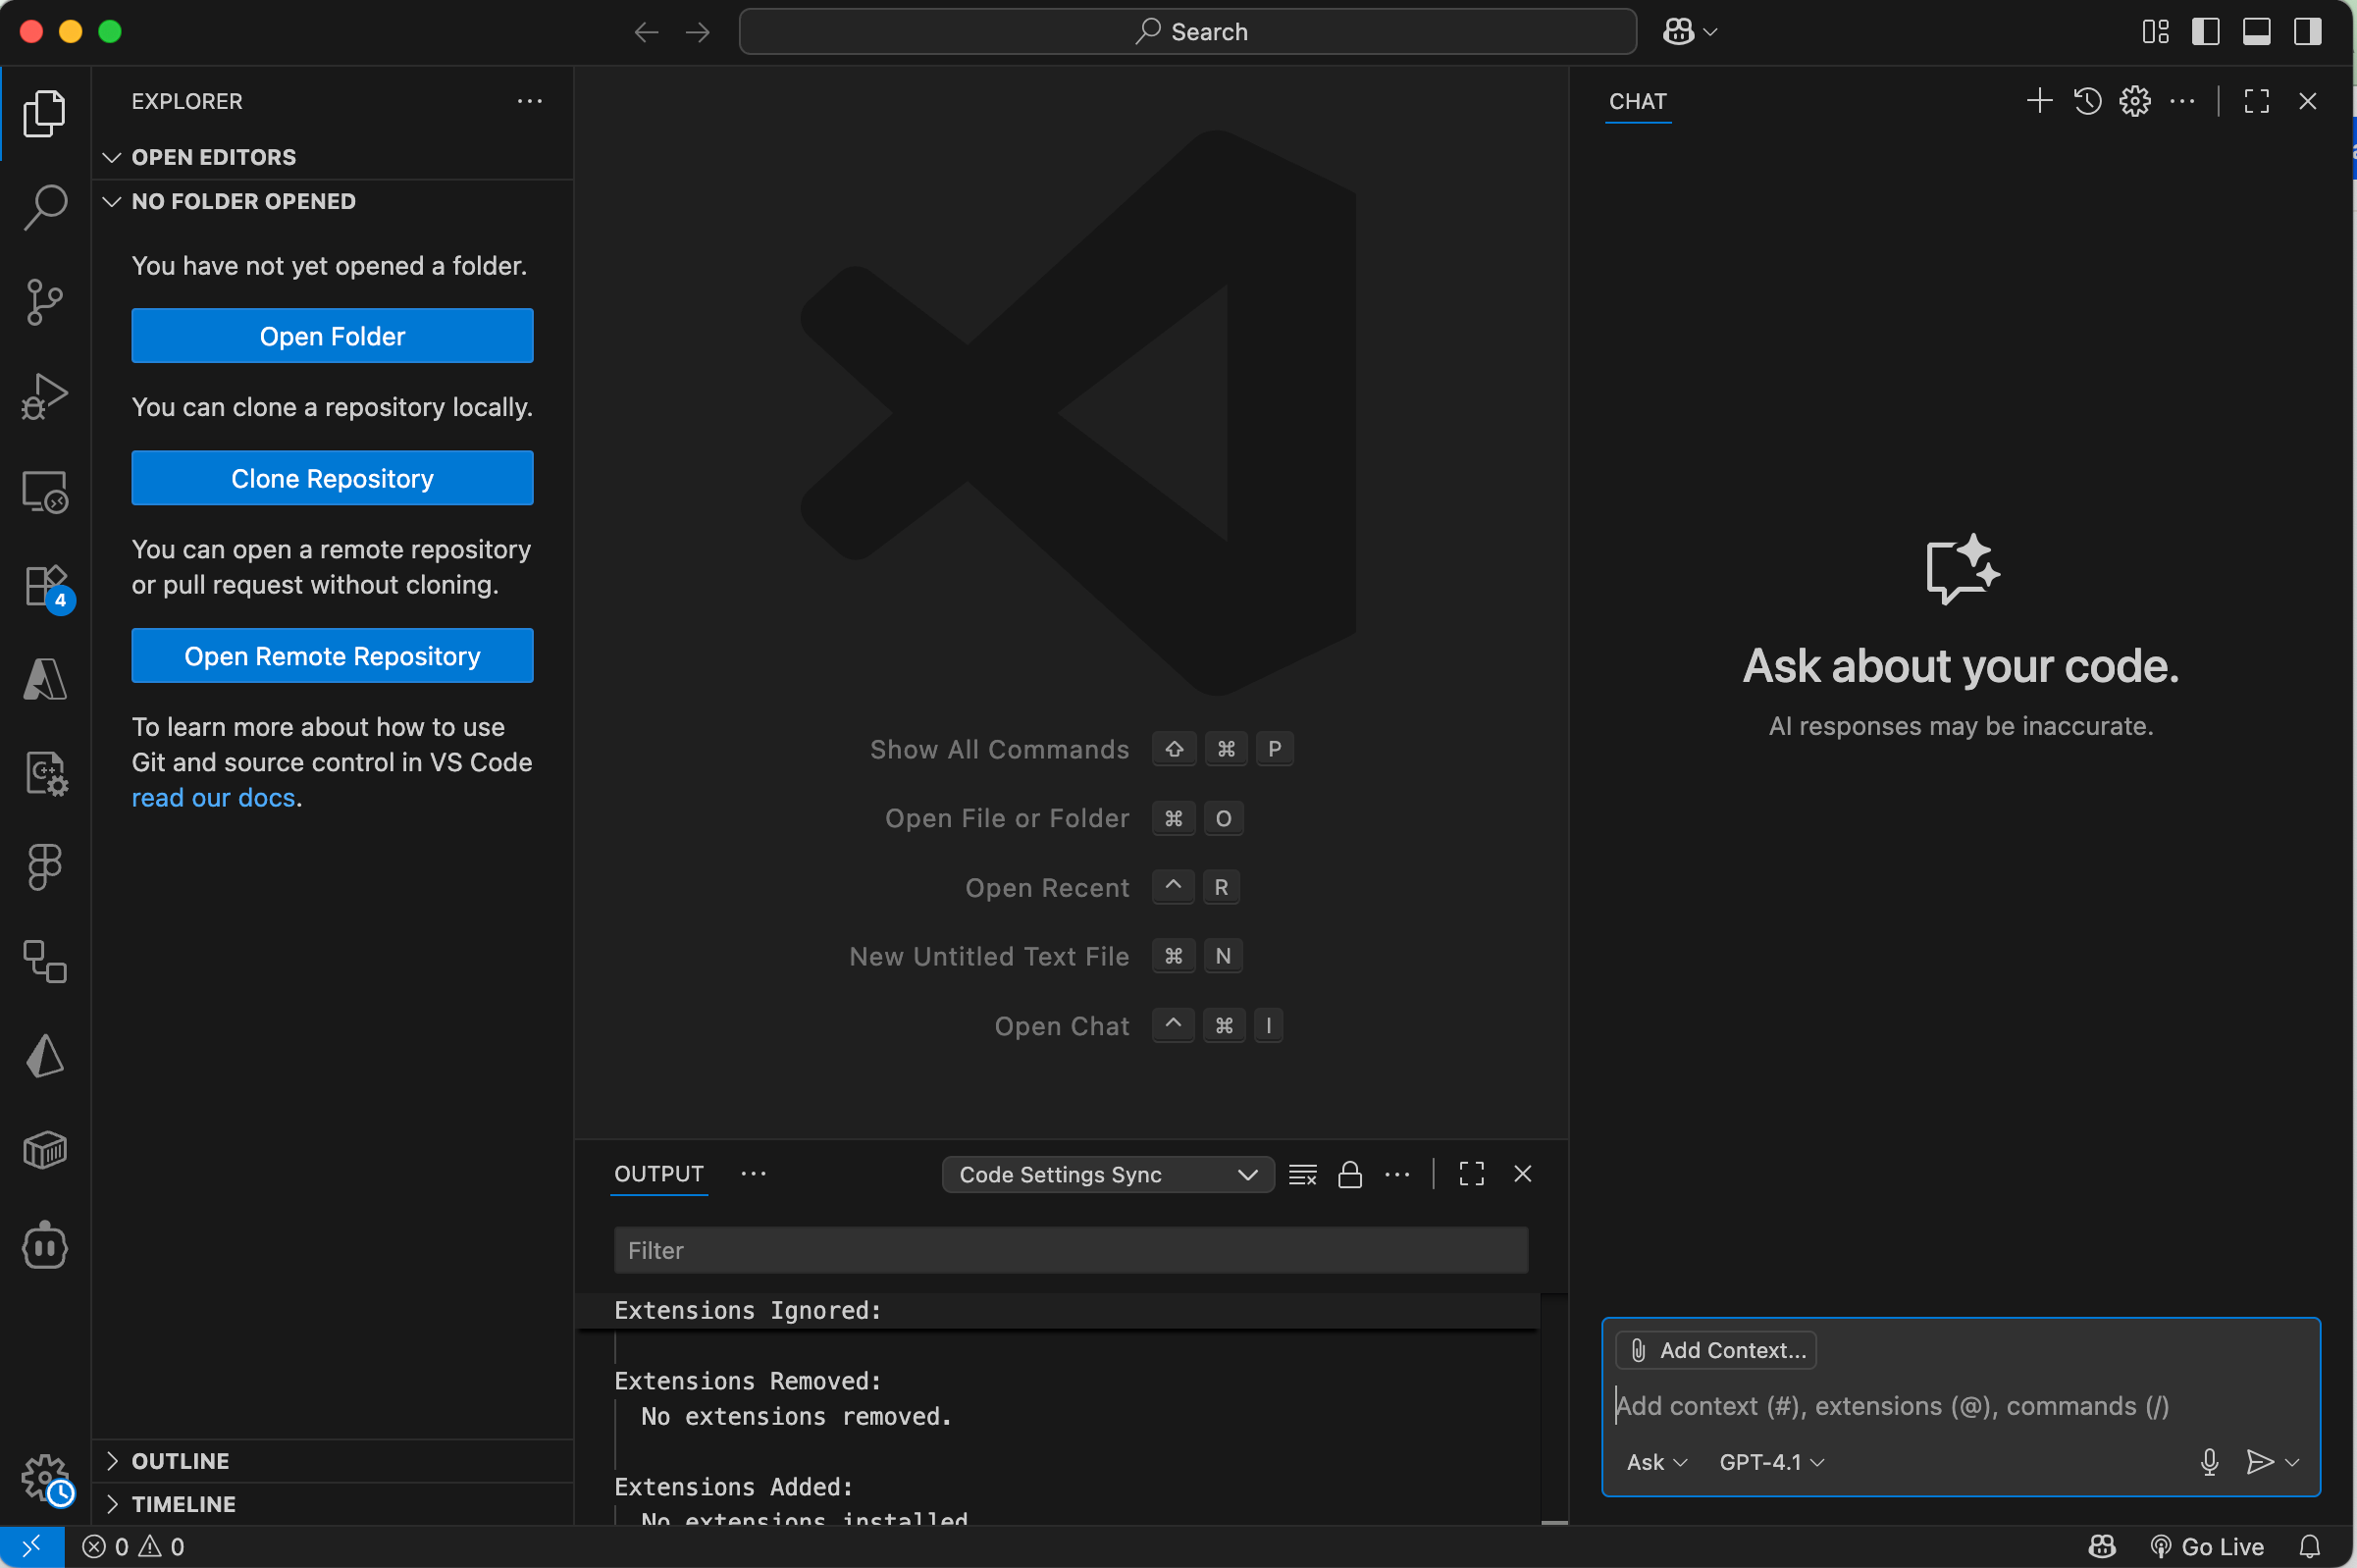 Search
EXPLORER
OPEN EDITORS
NO FOLDER OPENED
You have not yet opened a folder.
Open Folder
You can clone a repository locally.
Clone Repository
You can open a remote repository
or pull request without cloning.
Open Remote Repository
To learn more about how to use
Git and source control in VS Code
read our docs.
4
OUTLINE
TIMELINE
Show All Commands ⇧ ⌘ P
Open File or Folder ⌘ O
Open Recent ^ R
New Untitled Text File ⌘ N
Open Chat ^ ⌘ I
OUTPUT
Code Settings Sync
Filter
Extensions Ignored:
Extensions Removed:
No extensions removed.
Extensions Added:
No extensions installed
CHAT
Ask about your code.
AI responses may be inaccurate.
Add Context...
Add context (#), extensions (@), commands (/)
Ask GPT-4.1
0 0
Go Live